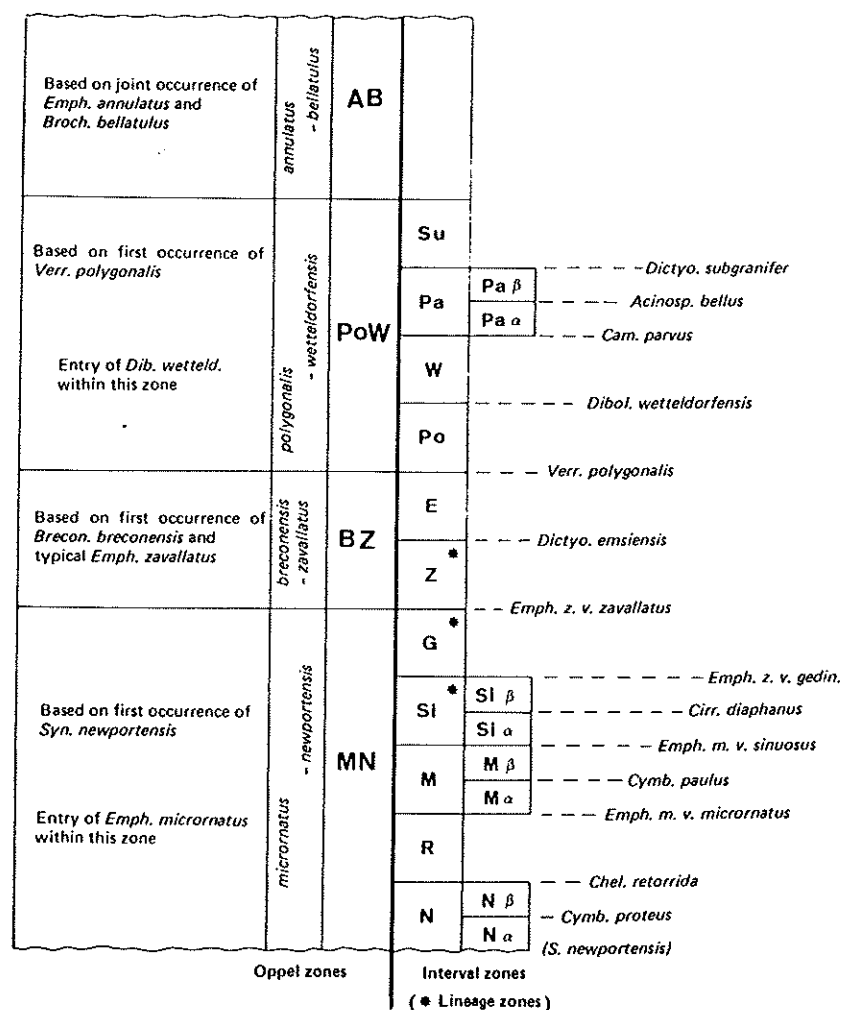 Based on joint occurrence of
Emph. annulatus and
Broch. bellatulus
annulatus
- bellatulus
AB
Based on first occurrence of
Verr. polygonalis
Entry of Dib. wetteld.
within this zone
polygonalis
- wetteldorfensis
PoW
Su
Dictyo. subgranifer
Pa
Pa β
Acinosp. bellus
Pa α
Cam. parvus
W
Dibol. wetteldorfensis
Po
Verr. polygonalis
Based on first occurrence of
Brecon. breconensis and
typical Emph. zavallatus
breconensis
- zavallatus
BZ
E
Dictyo. emsiensis
Z *
Emph. z. v. zavallatus
Based on first occurrence of
Syn. newportensis
Entry of Emph. micrornatus
within this zone
micrornatus
- newportensis
MN
G *
Emph. z. v. gedin.
Si *
Si β
Cirr. diaphanus
Si α
Emph. m. v. sinuosus
M
M β
Cymb. paulus
M α
Emph. m. v. micrornatus
R
Chel. retorrida
N
N β
Cymb. proteus
N α
(S. newportensis)
Oppel zones
Interval zones
( * Lineage zones )